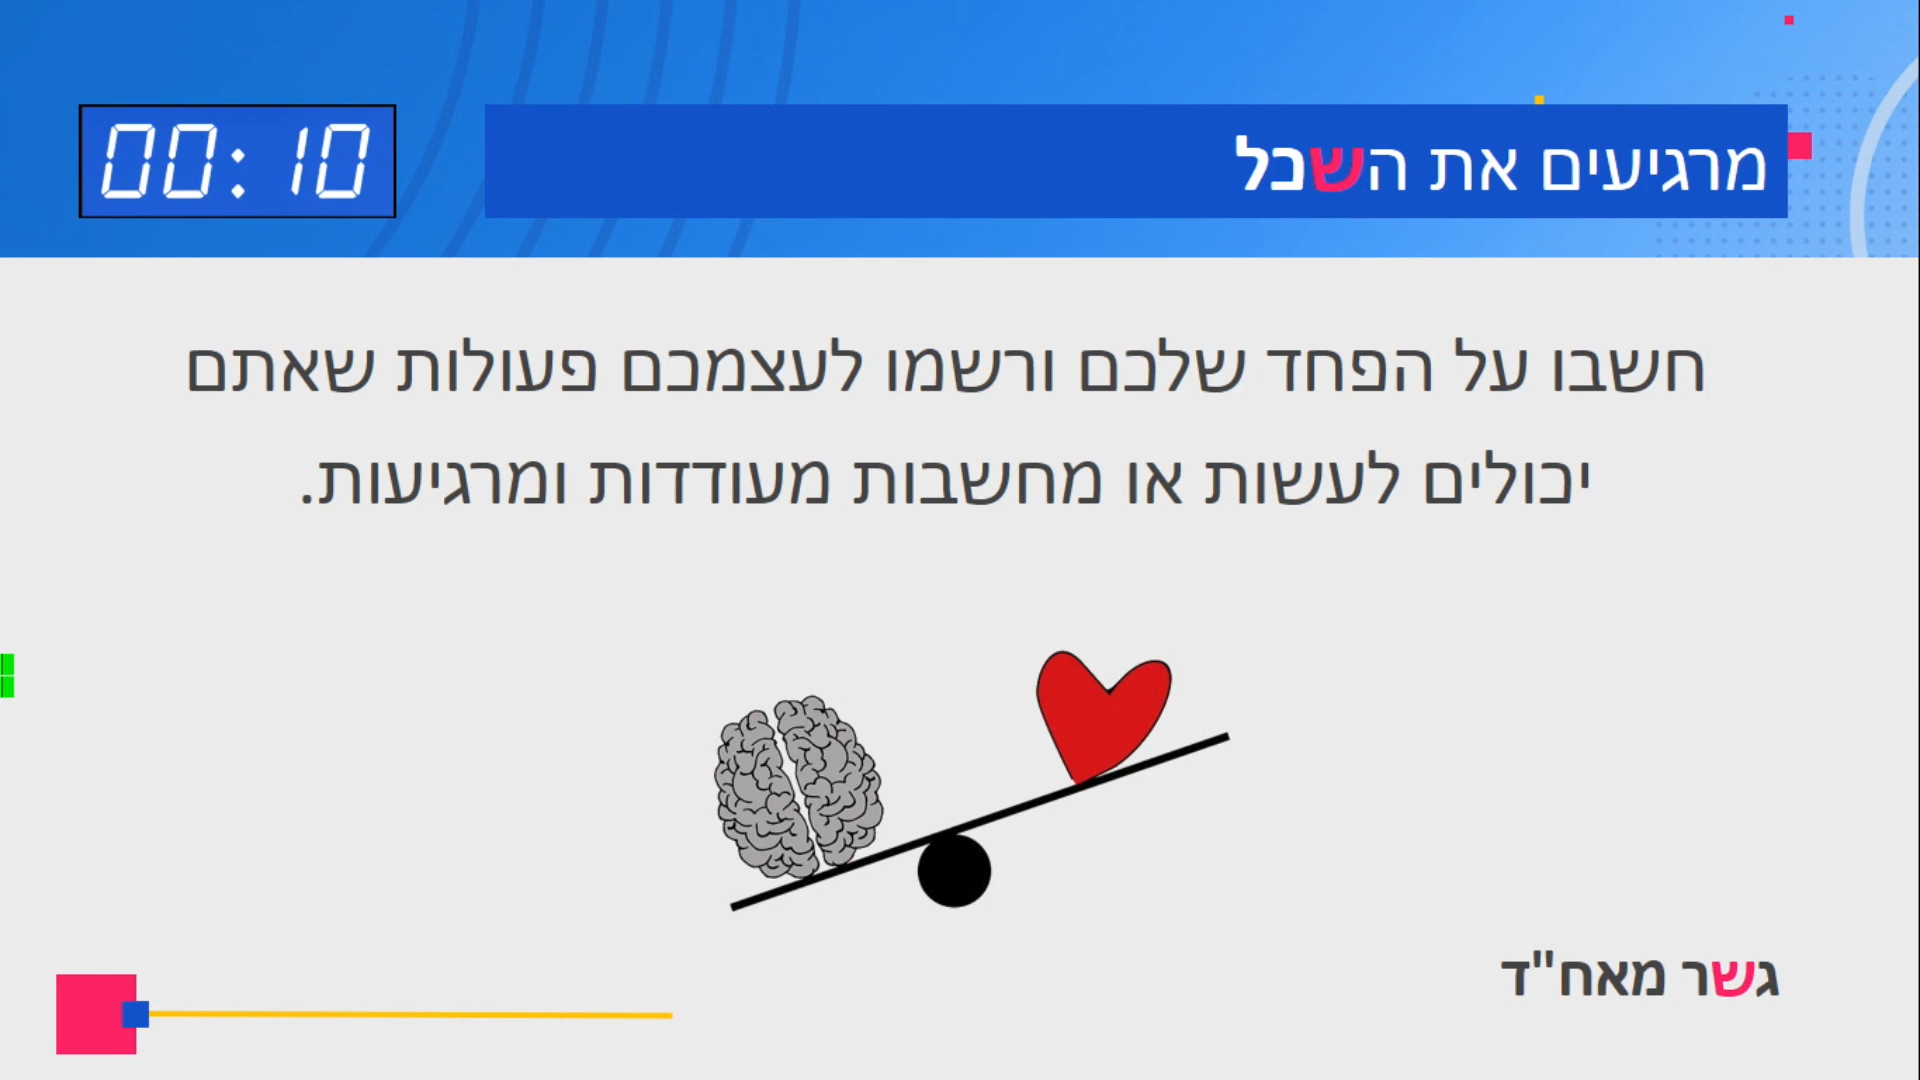 מרגיעים את השכל
00:10
חשבו על הפחד שלכם ורשמו לעצמכם פעולות שאתם
יכולים לעשות או מחשבות מעודדות ומרגיעות.
גשר מאח"ד